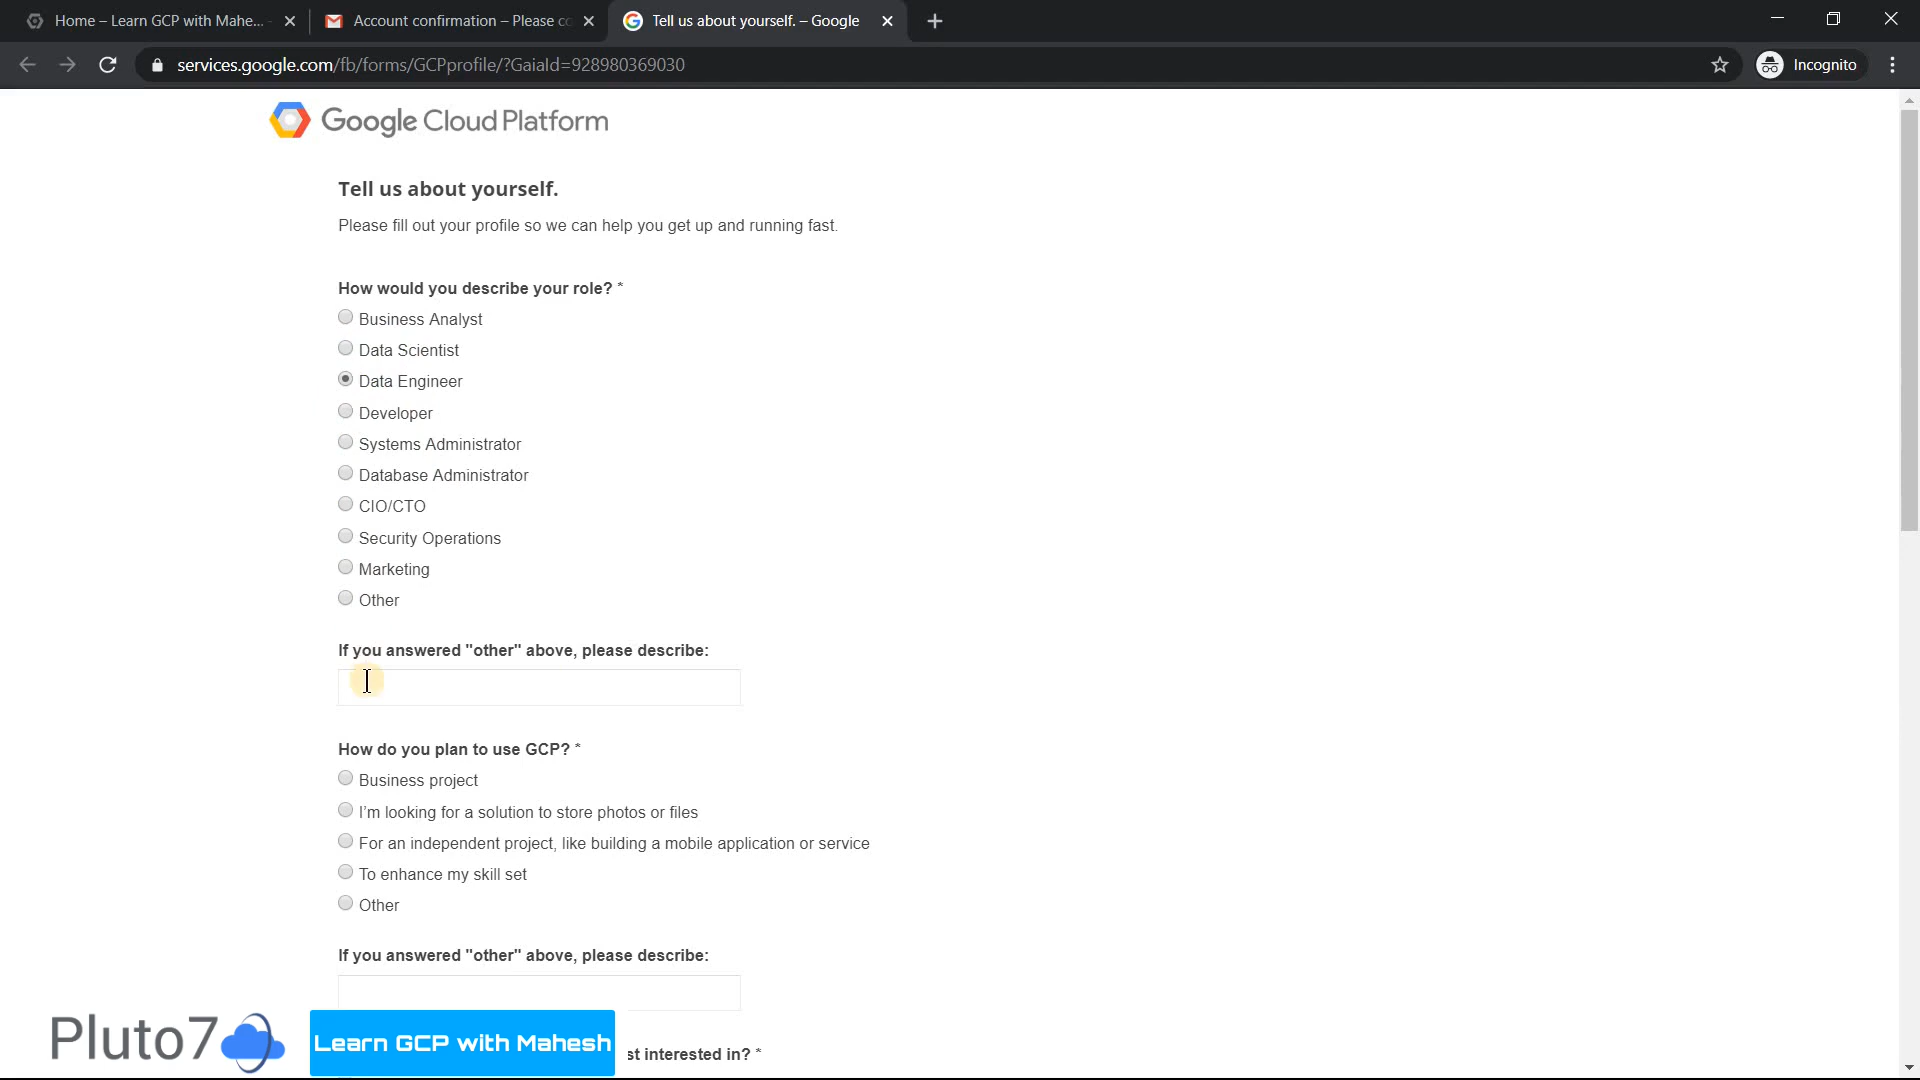 Home – Learn GCP with Mahe...
Account confirmation – Please co
Tell us about yourself. – Google
services.google.com/fb/forms/GCPprofile/?GaiaId=928980369030
Incognito
Google Cloud Platform
Tell us about yourself.
Please fill out your profile so we can help you get up and running fast.
How would you describe your role? *
Business Analyst
Data Scientist
Data Engineer
Developer
Systems Administrator
Database Administrator
CIO/CTO
Security Operations
Marketing
Other
If you answered "other" above, please describe:
How do you plan to use GCP? *
Business project
I'm looking for a solution to store photos or files
For an independent project, like building a mobile application or service
To enhance my skill set
Other
If you answered "other" above, please describe:
Pluto7
Learn GCP with Mahesh
st interested in? *